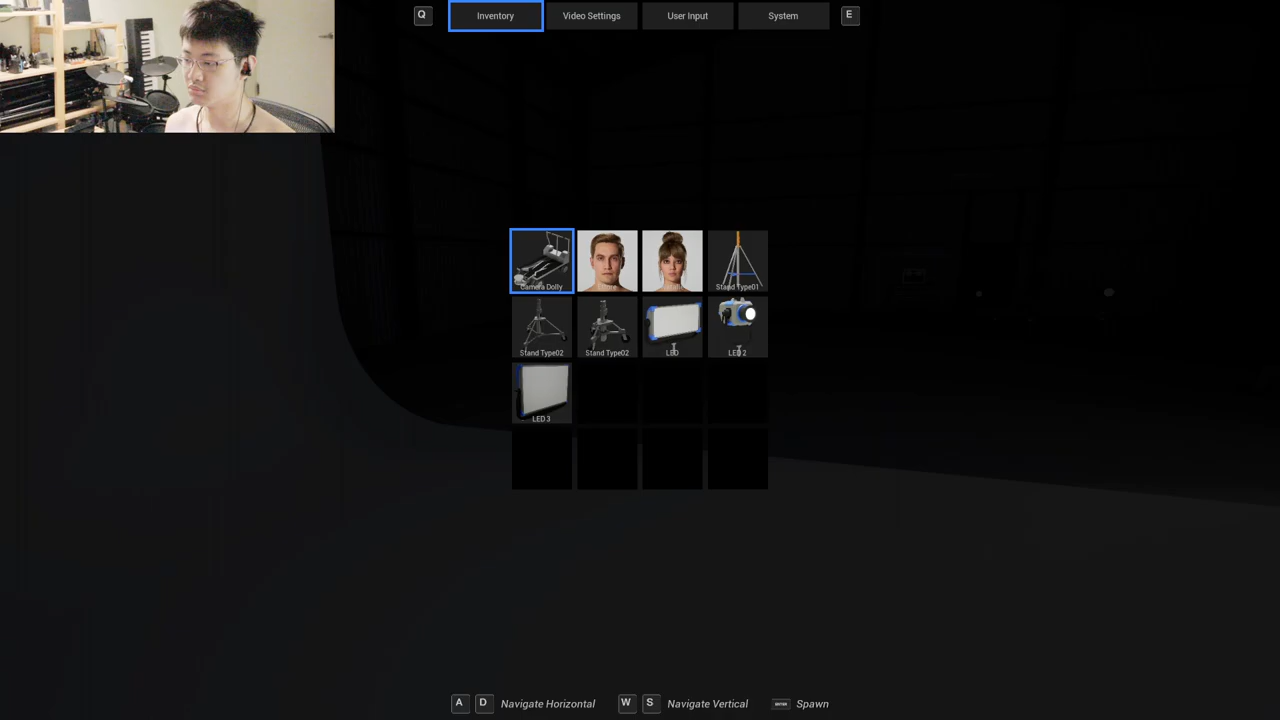 Q Inventory Video Settings User Input System E
Camera Dolly Stand Type01
Stand Type02 Stand Type02 LED LED 2
LED 3
A D Navigate Horizontal W S Navigate Vertical ENTER Spawn